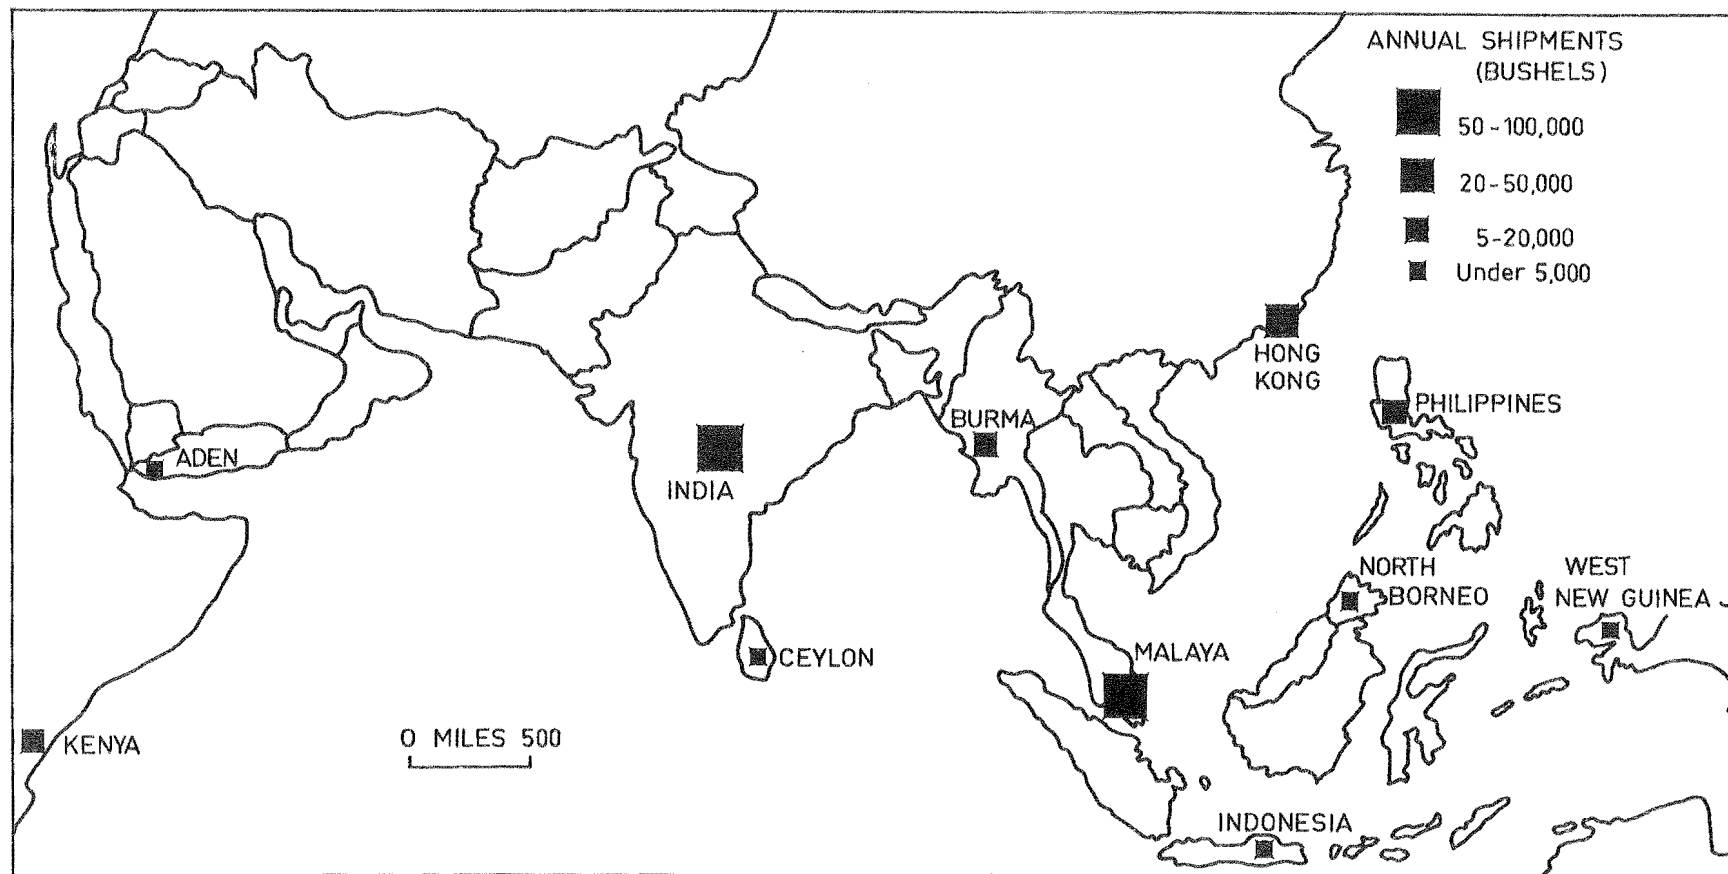 ANNUAL SHIPMENTS
(BUSHELS)
50-100,000
20-50,000
5-20,000
Under 5,000
HONG
KONG
PHILIPPINES
BURMA
ADEN
INDIA
NORTH
BORNEO
WEST
NEW GUINEA
CEYLON
MALAYA
KENYA
0 MILES 500
INDONESIA